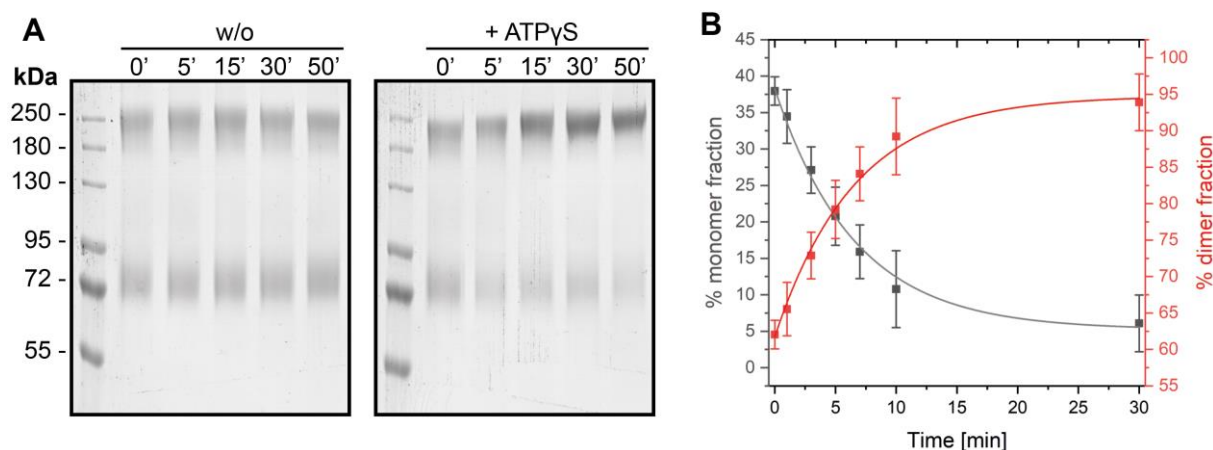 A
w/o
+ ATPγS
kDa
0' 5' 15' 30' 50'
0' 5' 15' 30' 50'
250 -
180 -
130 -
95 -
72 -
55 -
B
45
40
35
30
25
20
15
10
5
0
% monomer fraction
100
95
90
85
80
75
70
65
60
55
% dimer fraction
0 5 10 15 20 25 30
Time [min]